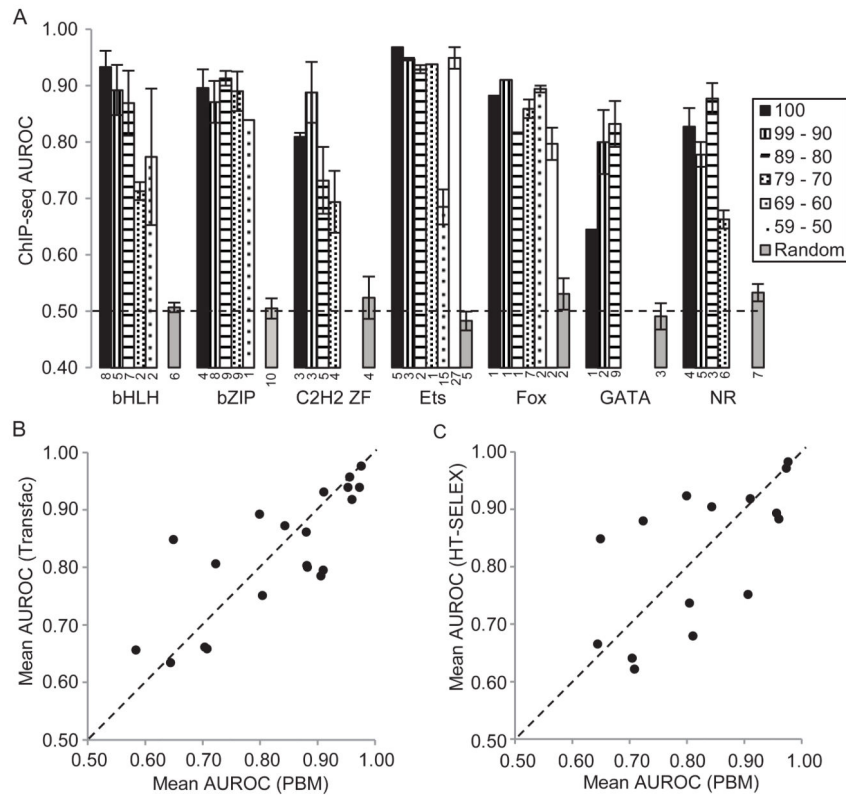 A
ChIP-seq AUROC
1.00
0.90
0.80
0.70
0.60
0.50
0.40
100
99 - 90
89 - 80
79 - 70
69 - 60
59 - 50
Random
8 5 7 2 2 6
4 8 9 9 1 10
3 3 5 4 4
5 3 2 1 15 27 5
1 1 1 7 2 2 2
1 2 9 3
4 5 3 6 7
bHLH bZIP C2H2 ZF Ets Fox GATA NR
B
Mean AUROC (Transfac)
1.00
0.90
0.80
0.70
0.60
0.50
0.50 0.60 0.70 0.80 0.90 1.00
Mean AUROC (PBM)
C
Mean AUROC (HT-SELEX)
1.00
0.90
0.80
0.70
0.60
0.50
0.50 0.60 0.70 0.80 0.90 1.00
Mean AUROC (PBM)